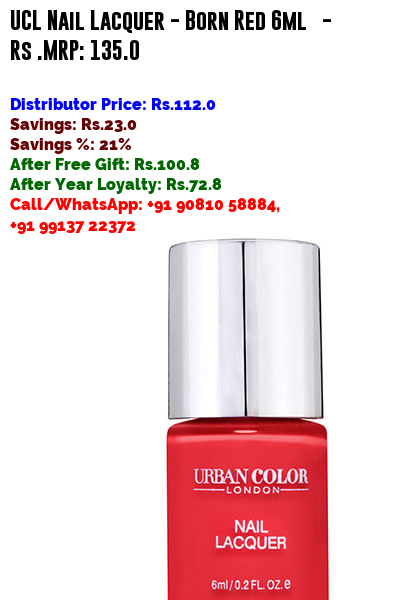 UCL Nail Lacquer - Born Red 6ml -
Rs .MRP: 135.0
Distributor Price: Rs.112.0
Savings: Rs.23.0
Savings %: 21%
After Free Gift: Rs.100.8
After Year Loyalty: Rs.72.8
Call/WhatsApp: +91 90810 58884,
+91 99137 22372
URBAN COLOR
LONDON
NAIL
LACQUER
6ml/0.2 FL. OZ.e